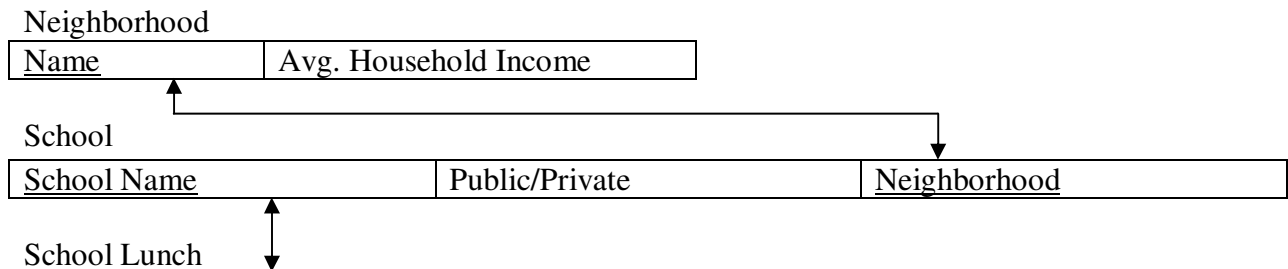 Neighborhood
Name Avg. Household Income
School
School Name Public/Private Neighborhood
School Lunch